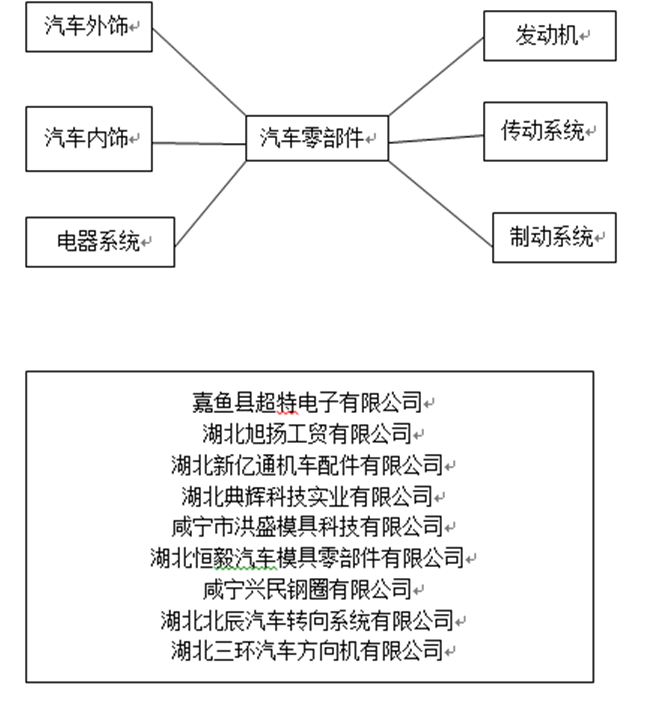 汽车外饰
发动机
汽车内饰
汽车零部件
传动系统
电器系统
制动系统
嘉鱼县超特电子有限公司
湖北旭扬工贸有限公司
湖北新亿通机车配件有限公司
湖北典辉科技实业有限公司
咸宁市洪盛模具科技有限公司
湖北恒毅汽车模具零部件有限公司
咸宁兴民钢圈有限公司
湖北北辰汽车转向系统有限公司
湖北三环汽车方向机有限公司